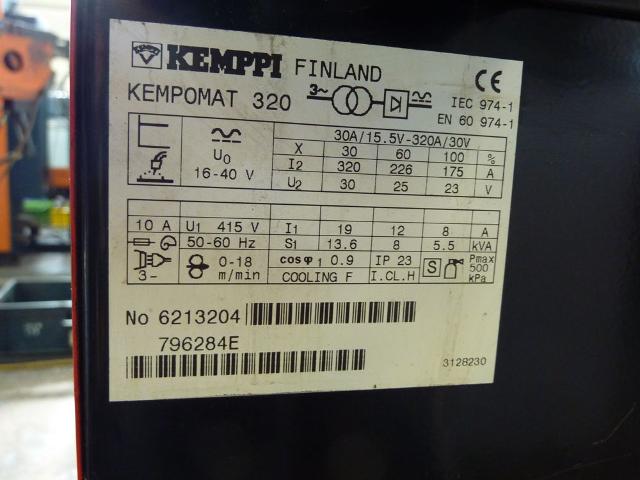 KEMPPI FINLAND
KEMPOMAT 320 3~
IEC 974-1
EN 60 974-1
30A/15.5V-320A/30V
X 30 60 100 %
U0 I2 320 226 175 A
16-40 V U2 30 25 23 V
10 A U1 415 V I1 19 12 8 A
50-60 Hz S1 13.6 8 5.5 kVA
3~ 0-18 m/min cosφ1 0.9 IP 23 S Pmax 500 kPa
COOLING F I.CL.H
No 6213204
796284E
3128230